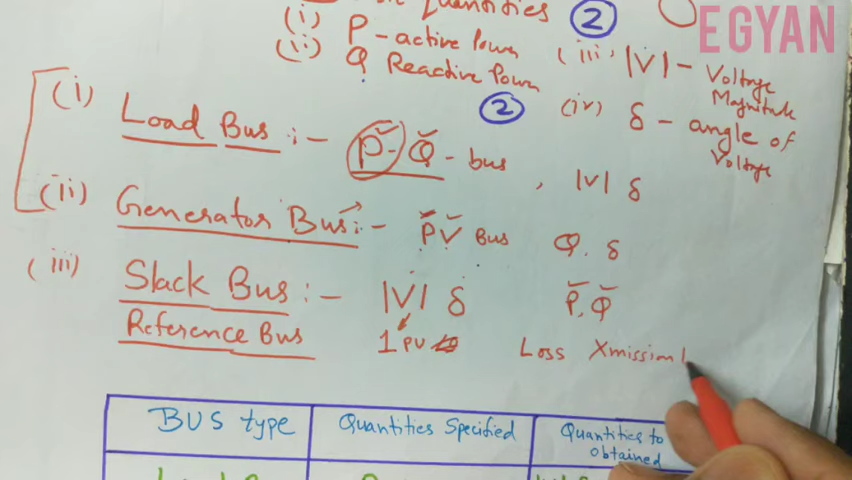 Quantities 2
EGYAN
(i) P - active Power
(ii) Q Reactive Power
(iii) |V| - Voltage Magnitude
(iv) δ - angle of Voltage
2
(i) Load Bus :- P-Q - bus , |V| δ
(ii) Generator Bus :- PV Bus Q. δ
(iii) Slack Bus :- |V| δ P, Q
Reference Bus 1 pu Loss Xmission
BUS type Quantities Specified Quantities to obtained